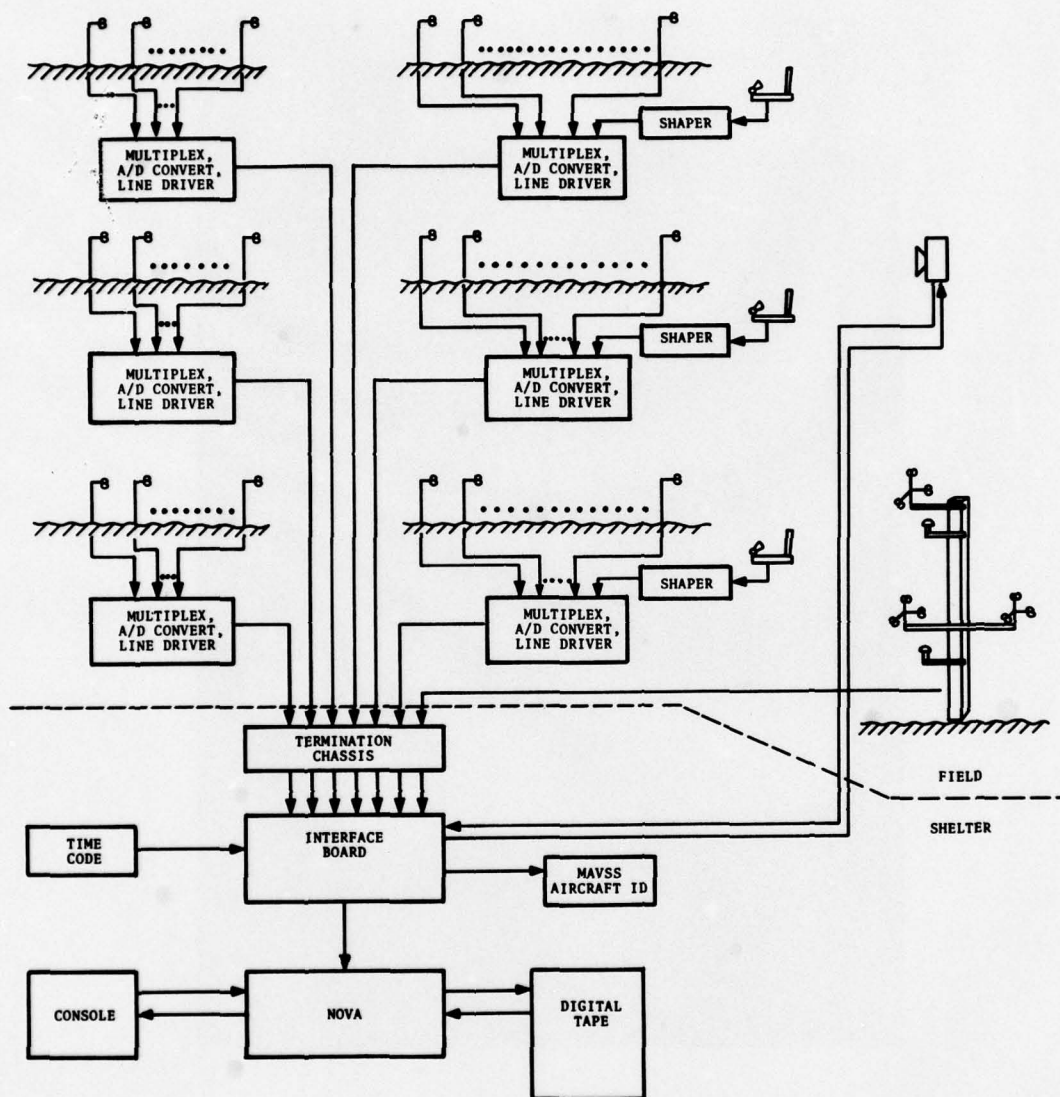 MULTIPLEX,
A/D CONVERT,
LINE DRIVER
SHAPER
MULTIPLEX,
A/D CONVERT,
LINE DRIVER
MULTIPLEX,
A/D CONVERT,
LINE DRIVER
SHAPER
MULTIPLEX,
A/D CONVERT,
LINE DRIVER
MULTIPLEX,
A/D CONVERT,
LINE DRIVER
SHAPER
MULTIPLEX,
A/D CONVERT,
LINE DRIVER
TERMINATION
CHASSIS
FIELD
SHELTER
TIME
CODE
INTERFACE
BOARD
MAVSS
AIRCRAFT ID
CONSOLE
NOVA
DIGITAL
TAPE